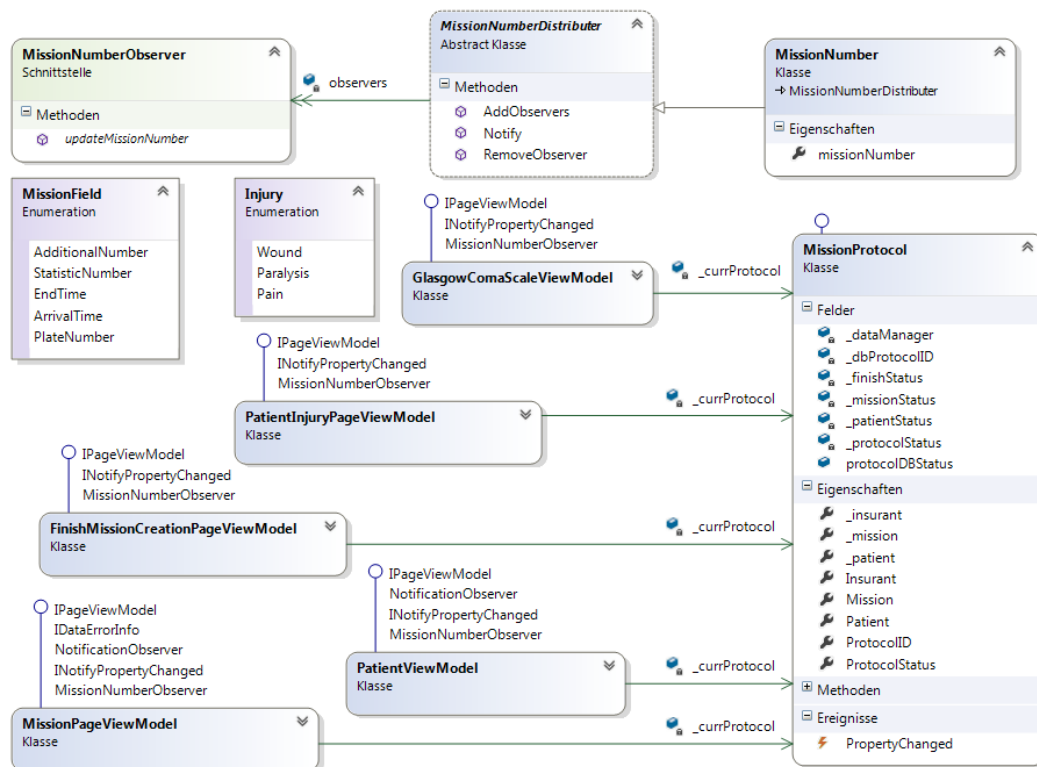 MissionNumberObserver
Schnittstelle
Methoden
updateMissionNumber
observers
MissionNumberDistributer
Abstract Klasse
Methoden
AddObservers
Notify
RemoveObserver
MissionNumber
Klasse
MissionNumberDistributer
Eigenschaften
missionNumber
MissionField
Enumeration
AdditionalNumber
StatisticNumber
EndTime
ArrivalTime
PlateNumber
Injury
Enumeration
Wound
Paralysis
Pain
IPageViewModel
INotifyPropertyChanged
MissionNumberObserver
GlasgowComaScaleViewModel
Klasse
_currProtocol
IPageViewModel
INotifyPropertyChanged
MissionNumberObserver
PatientInjuryPageViewModel
Klasse
_currProtocol
IPageViewModel
INotifyPropertyChanged
MissionNumberObserver
FinishMissionCreationPageViewModel
Klasse
_currProtocol
IPageViewModel
NotificationObserver
INotifyPropertyChanged
MissionNumberObserver
PatientViewModel
Klasse
_currProtocol
IPageViewModel
IDataErrorInfo
NotificationObserver
INotifyPropertyChanged
MissionNumberObserver
MissionPageViewModel
Klasse
_currProtocol
MissionProtocol
Klasse
Felder
_dataManager
_dbProtocolID
_finishStatus
_missionStatus
_patientStatus
_protocolStatus
protocolDBStatus
Eigenschaften
_insurant
_mission
_patient
Insurant
Mission
Patient
ProtocolID
ProtocolStatus
Methoden
Ereignisse
PropertyChanged